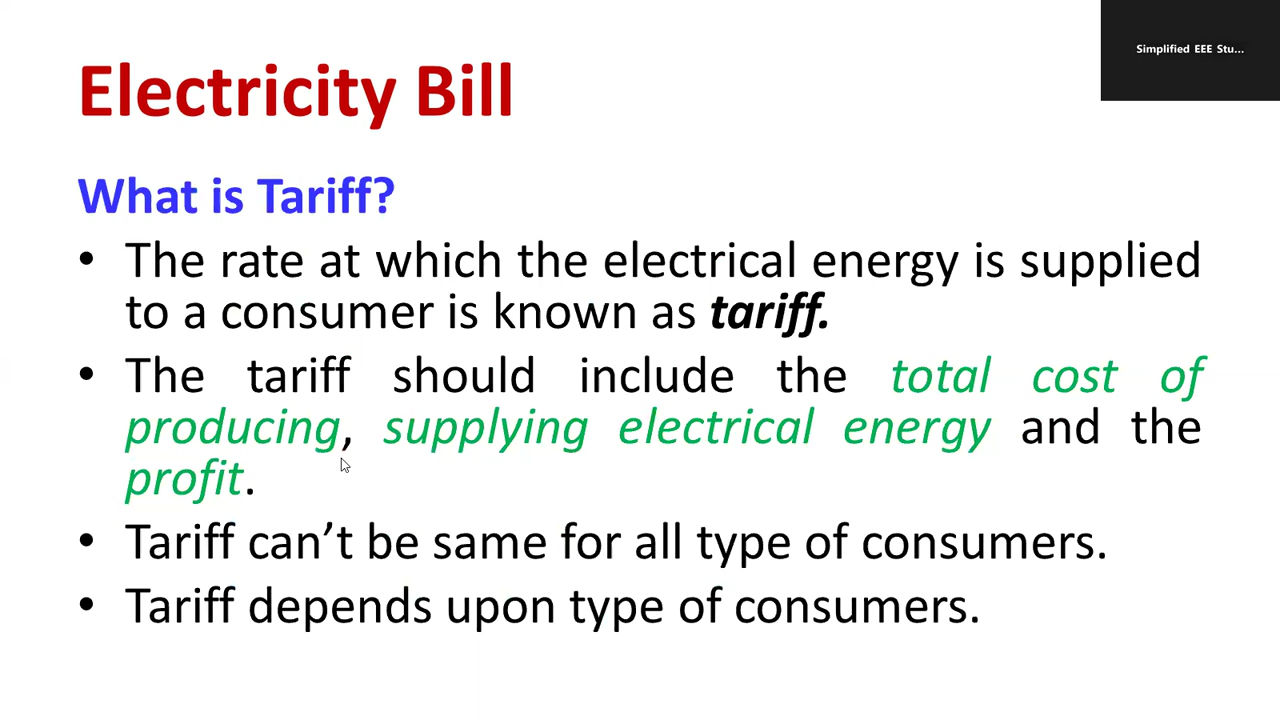 Simplified EEE Stu...
Electricity Bill
What is Tariff?
• The rate at which the electrical energy is supplied
to a consumer is known as tariff.
• The tariff should include the total cost of
producing, supplying electrical energy and the
profit.
• Tariff can’t be same for all type of consumers.
• Tariff depends upon type of consumers.